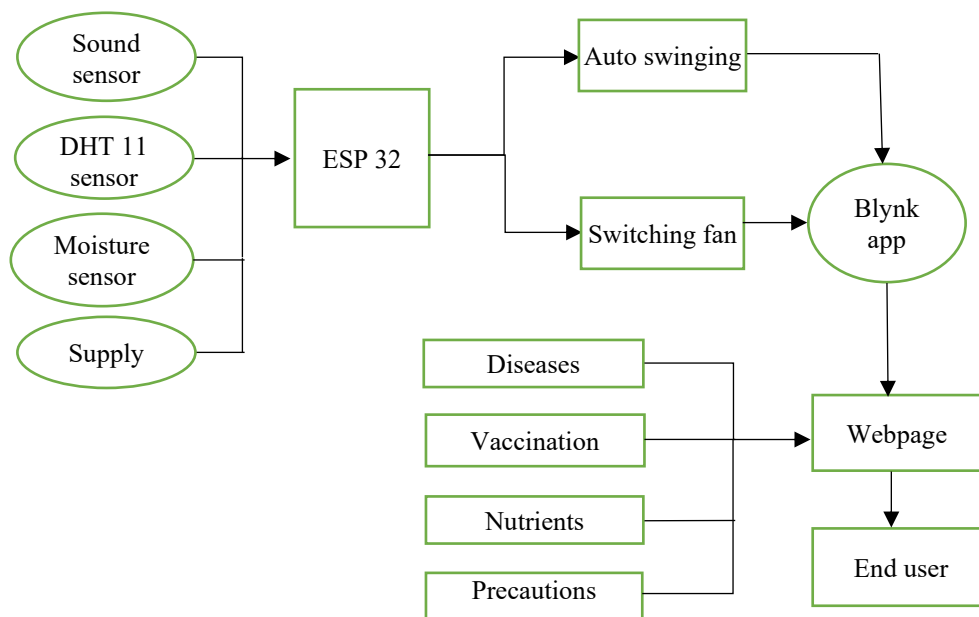 Sound
sensor
DHT 11
sensor
Moisture
sensor
Supply
ESP 32
Auto swinging
Switching fan
Blynk
app
Diseases
Vaccination
Nutrients
Precautions
Webpage
End user